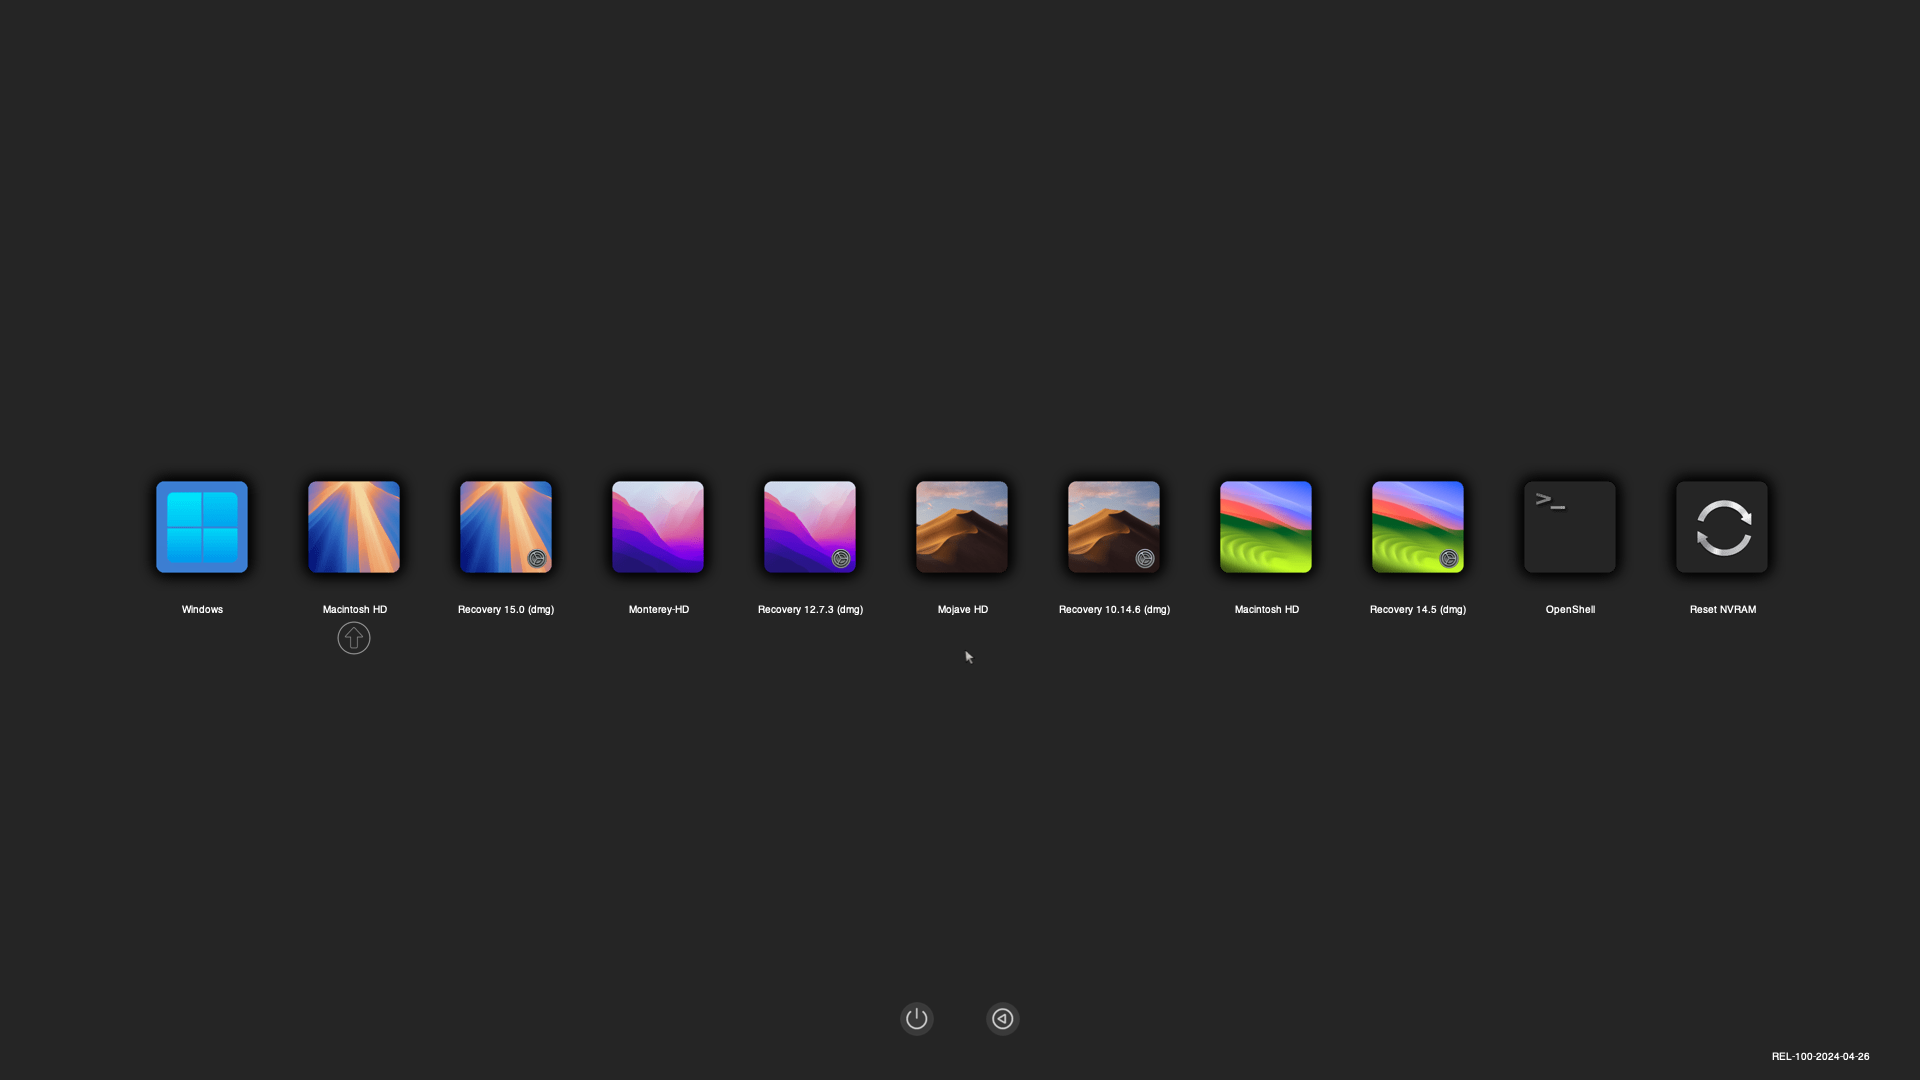 >_
Windows
Macintosh HD
Recovery 15.0 (dmg)
Monterey-HD
Recovery 12.7.3 (dmg)
Mojave HD
Recovery 10.14.6 (dmg)
Macintosh HD
Recovery 14.5 (dmg)
OpenShell
Reset NVRAM
REL-100-2024-04-26